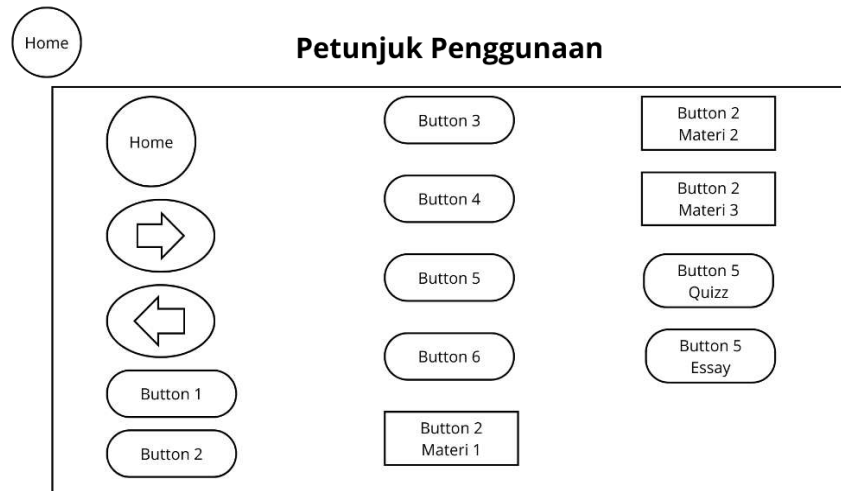 Home
Petunjuk Penggunaan
Home
Button 1
Button 2
Button 3
Button 4
Button 5
Button 6
Button 2
Materi 1
Button 2
Materi 2
Button 2
Materi 3
Button 5
Quizz
Button 5
Essay